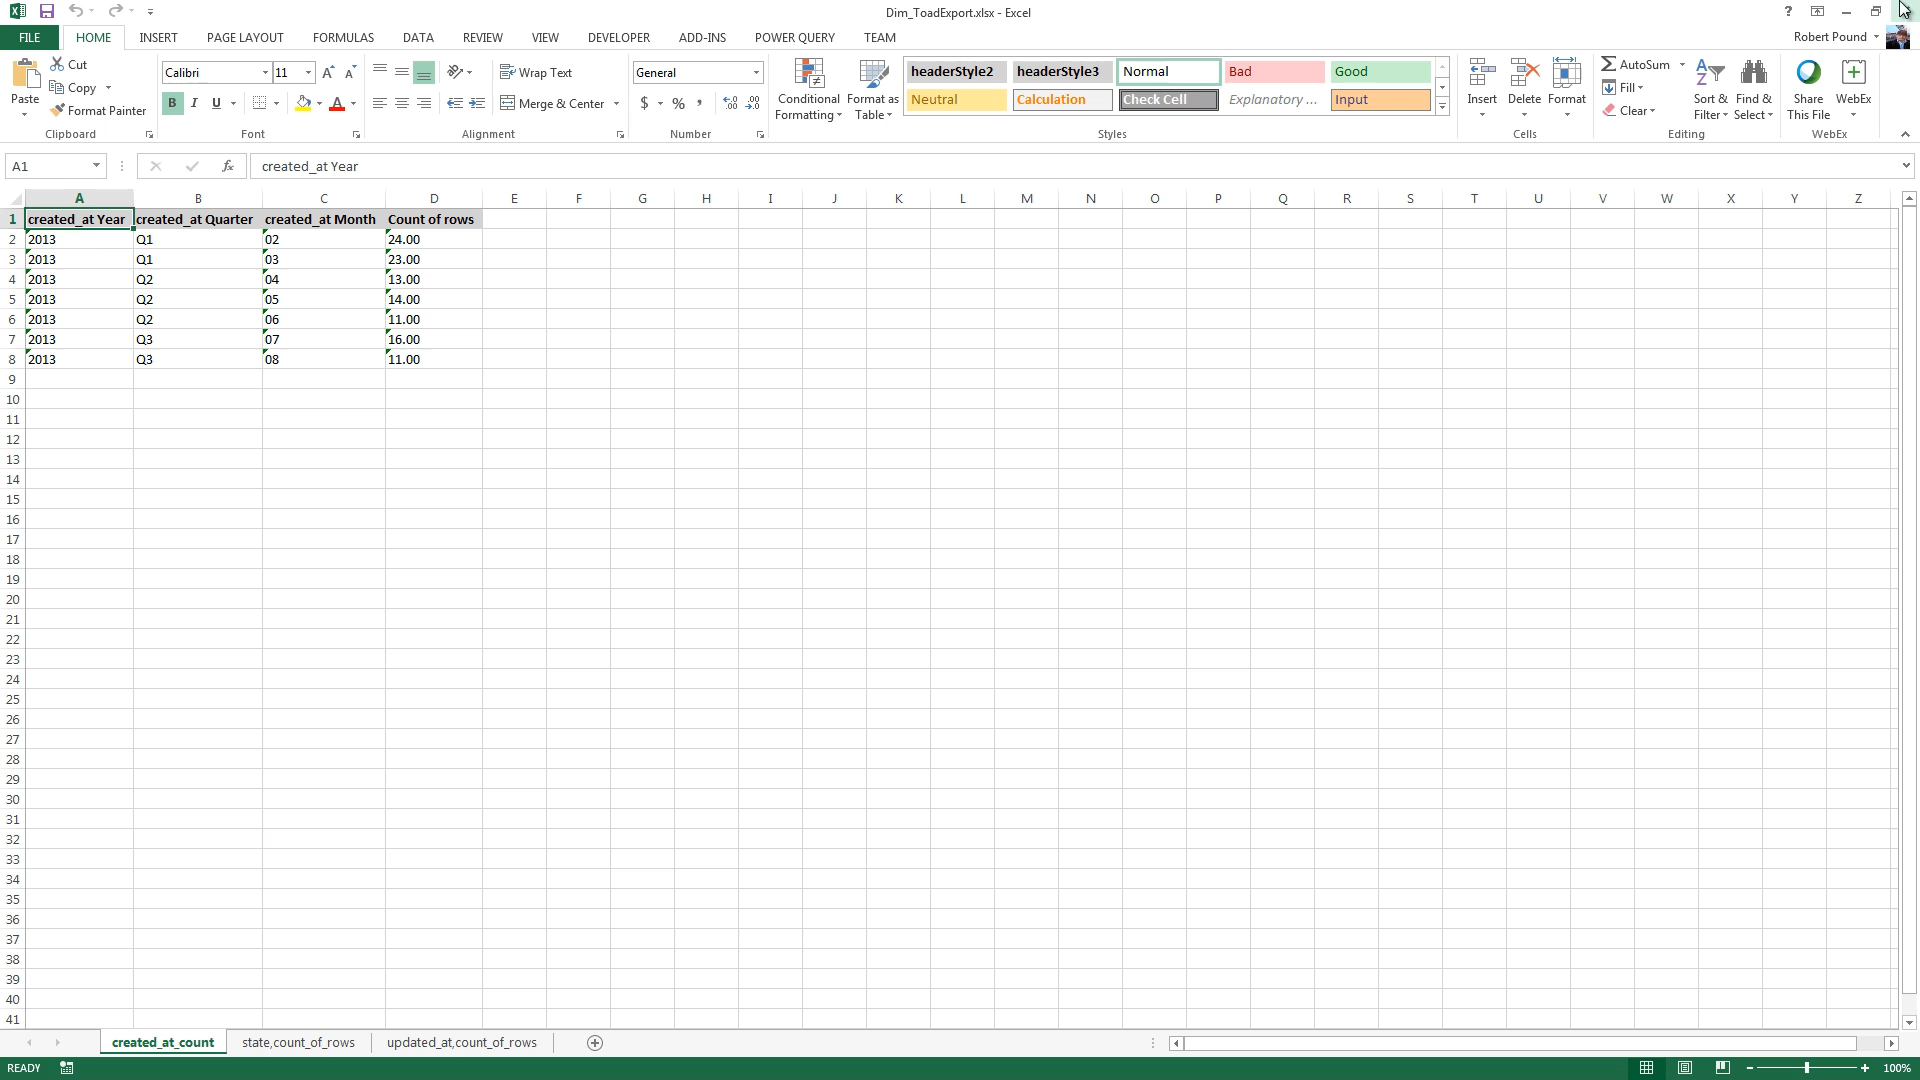 Dim_ToadExport.xlsx - Excel
?
FILE HOME INSERT PAGE LAYOUT FORMULAS DATA REVIEW VIEW DEVELOPER ADD-INS POWER QUERY TEAM
Robert Pound
Paste
Cut
Copy
Format Painter
Clipboard
Calibri 11
B I U
Font
Wrap Text
Merge & Center
Alignment
General
$ %
Number
Conditional Formatting
Format as Table
headerStyle2 headerStyle3 Normal Bad Good
Neutral Calculation Check Cell Explanatory ... Input
Styles
Insert Delete Format
Cells
AutoSum
Fill
Clear
Sort & Filter
Find & Select
Editing
Share This File
WebEx
WebEx
A1
fx
created_at Year
A B C D E F G H I J K L M N O P Q R S T U V W X Y Z
1 created_at Year created_at Quarter created_at Month Count of rows
2 2013 Q1 02 24.00
3 2013 Q1 03 23.00
4 2013 Q2 04 13.00
5 2013 Q2 05 14.00
6 2013 Q2 06 11.00
7 2013 Q3 07 16.00
8 2013 Q3 08 11.00
9
10
11
12
13
14
15
16
17
18
19
20
21
22
23
24
25
26
27
28
29
30
31
32
33
34
35
36
37
38
39
40
41
created_at_count state,count_of_rows updated_at,count_of_rows
READY
100%